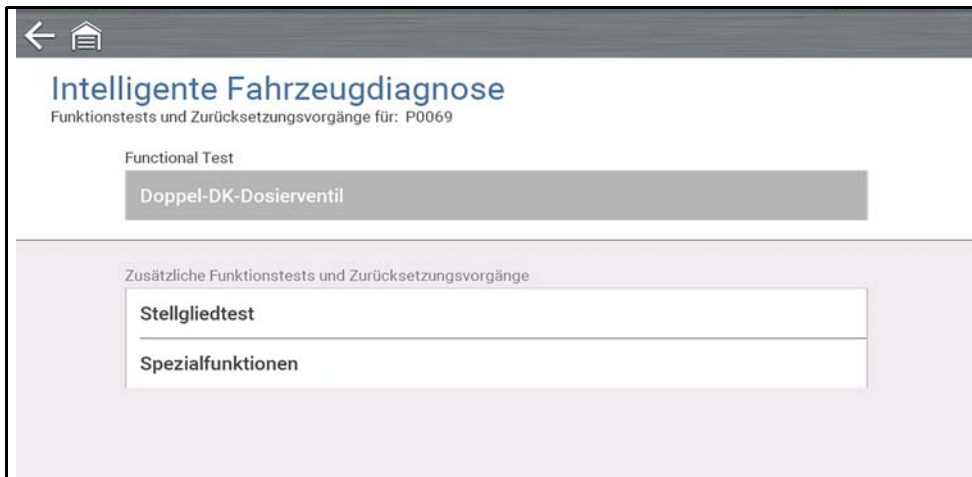 Intelligente Fahrzeugdiagnose
Funktionstests und Zurücksetzungsvorgänge für: P0069
Functional Test
Doppel-DK-Dosierventil
Zusätzliche Funktionstests und Zurücksetzungsvorgänge
Stellgliedtest
Spezialfunktionen